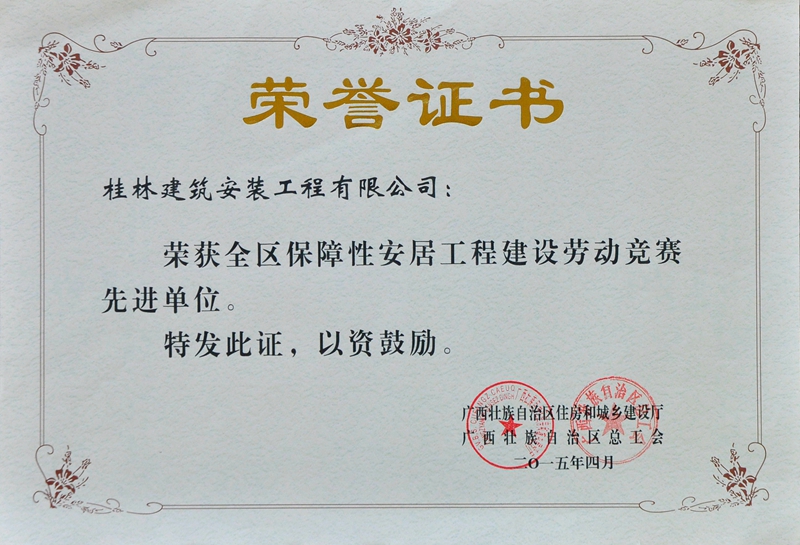 荣誉证书
桂林建筑安装工程有限公司：
荣获全区保障性安居工程建设劳动竞赛
先进单位。
特发此证，以资鼓励。
广西壮族自治区住房和城乡建设厅
广西壮族自治区总工会
二〇一五年四月